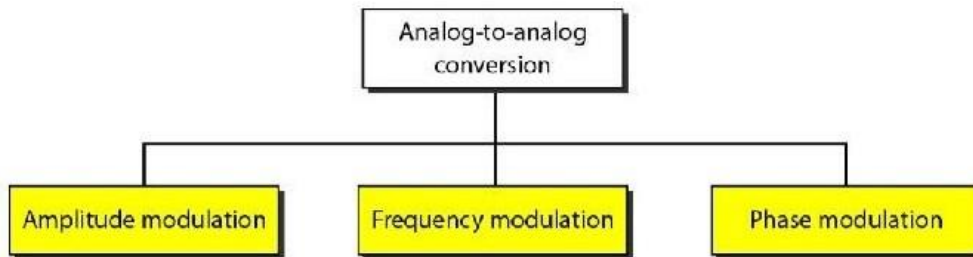 Analog-to-analog
conversion
Amplitude modulation
Frequency modulation
Phase modulation